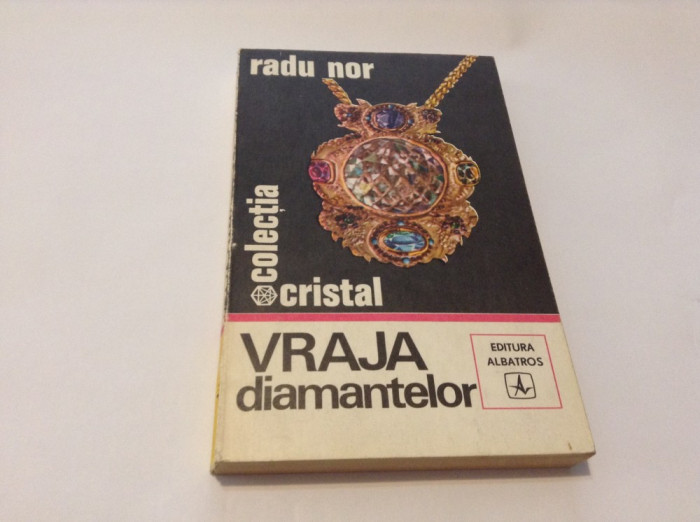 radu nor
colecția
cristal
VRAJA
diamantelor
EDITURA
ALBATROS